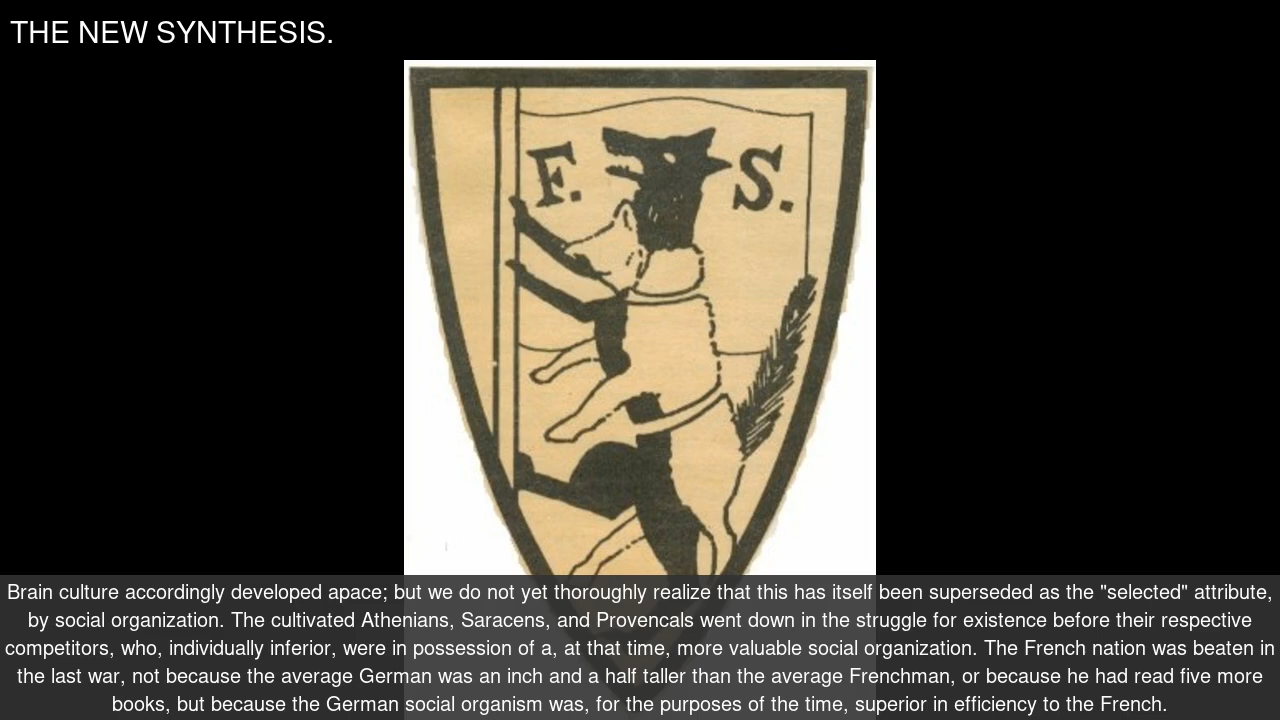 THE NEW SYNTHESIS.
F. S.
Brain culture accordingly developed apace; but we do not yet thoroughly realize that this has itself been superseded as the "selected" attribute,
by social organization. The cultivated Athenians, Saracens, and Provencals went down in the struggle for existence before their respective
competitors, who, individually inferior, were in possession of a, at that time, more valuable social organization. The French nation was beaten in
the last war, not because the average German was an inch and a half taller than the average Frenchman, or because he had read five more
books, but because the German social organism was, for the purposes of the time, superior in efficiency to the French.